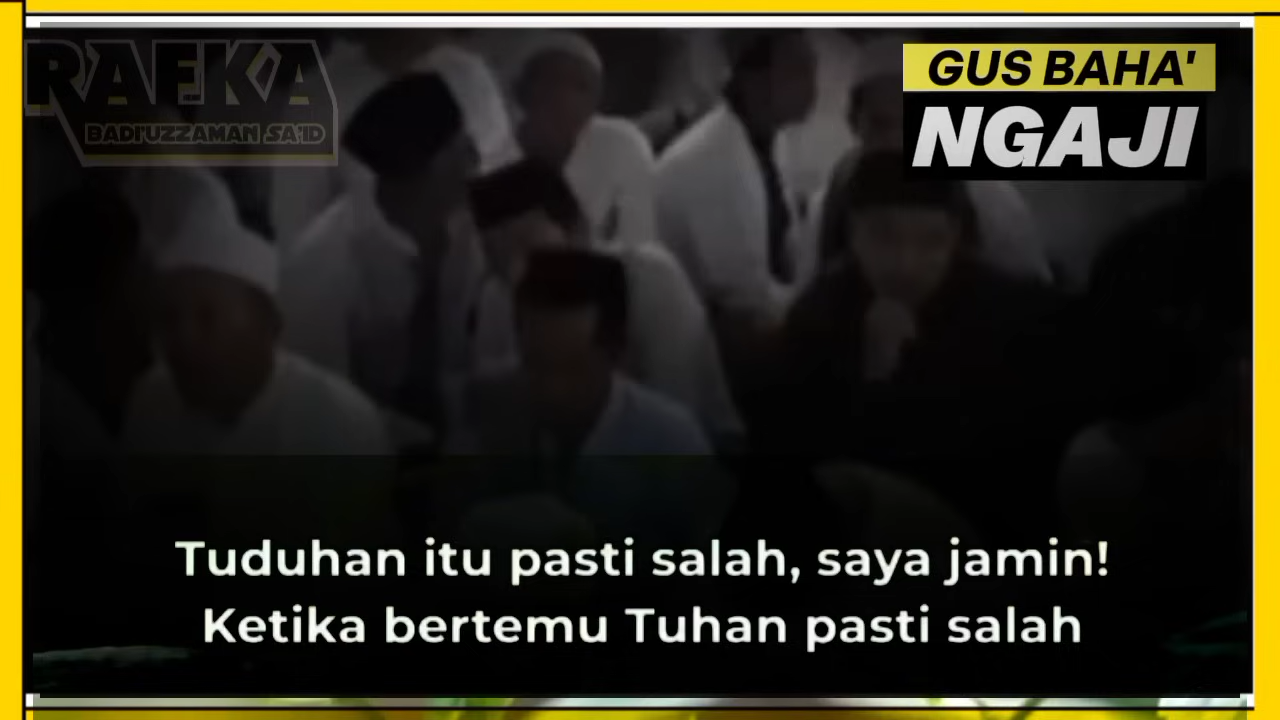 RAFKA
BADI'UZZAMAN SA'ID
GUS BAHA'
NGAJI
Tuduhan itu pasti salah, saya jamin!
Ketika bertemu Tuhan pasti salah